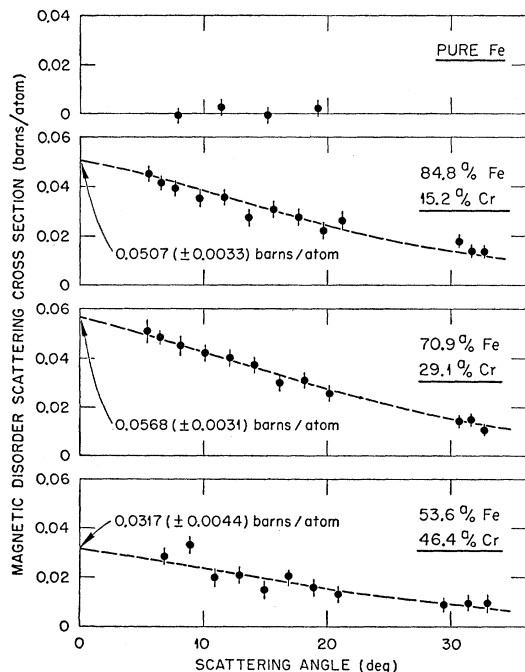 MAGNETIC DISORDER SCATTERING CROSS SECTION (barns/atom)
0.04
0.02
0
PURE Fe
0.06
0.04
0.02
0
84.8 a/o Fe
15.2 a/o Cr
0.0507 (±0.0033) barns/atom
0.06
0.04
0.02
0
70.9 a/o Fe
29.1 a/o Cr
0.0568 (±0.0031) barns/atom
0.06
0.04
0.02
0
53.6 a/o Fe
46.4 a/o Cr
0.0317 (±0.0044) barns/atom
0 10 20 30
SCATTERING ANGLE (deg)